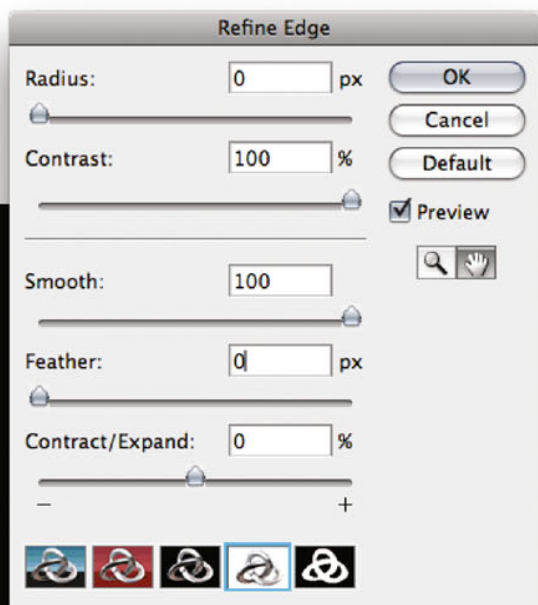 Refine Edge
Radius: 0 px
OK
Cancel
Contrast: 100 %
Default
Preview
Smooth: 100
Feather: 0 px
Contract/Expand: 0 %
− +